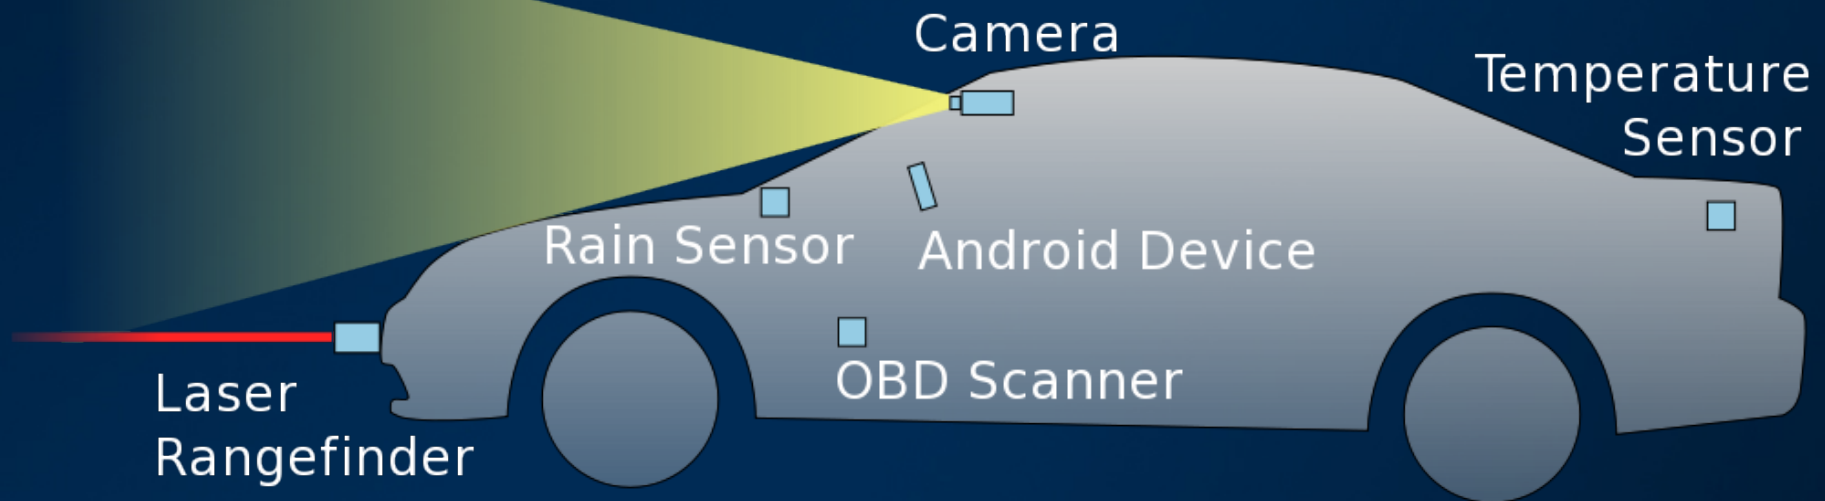 Camera
Temperature
Sensor
Rain Sensor
Android Device
OBD Scanner
Laser
Rangefinder